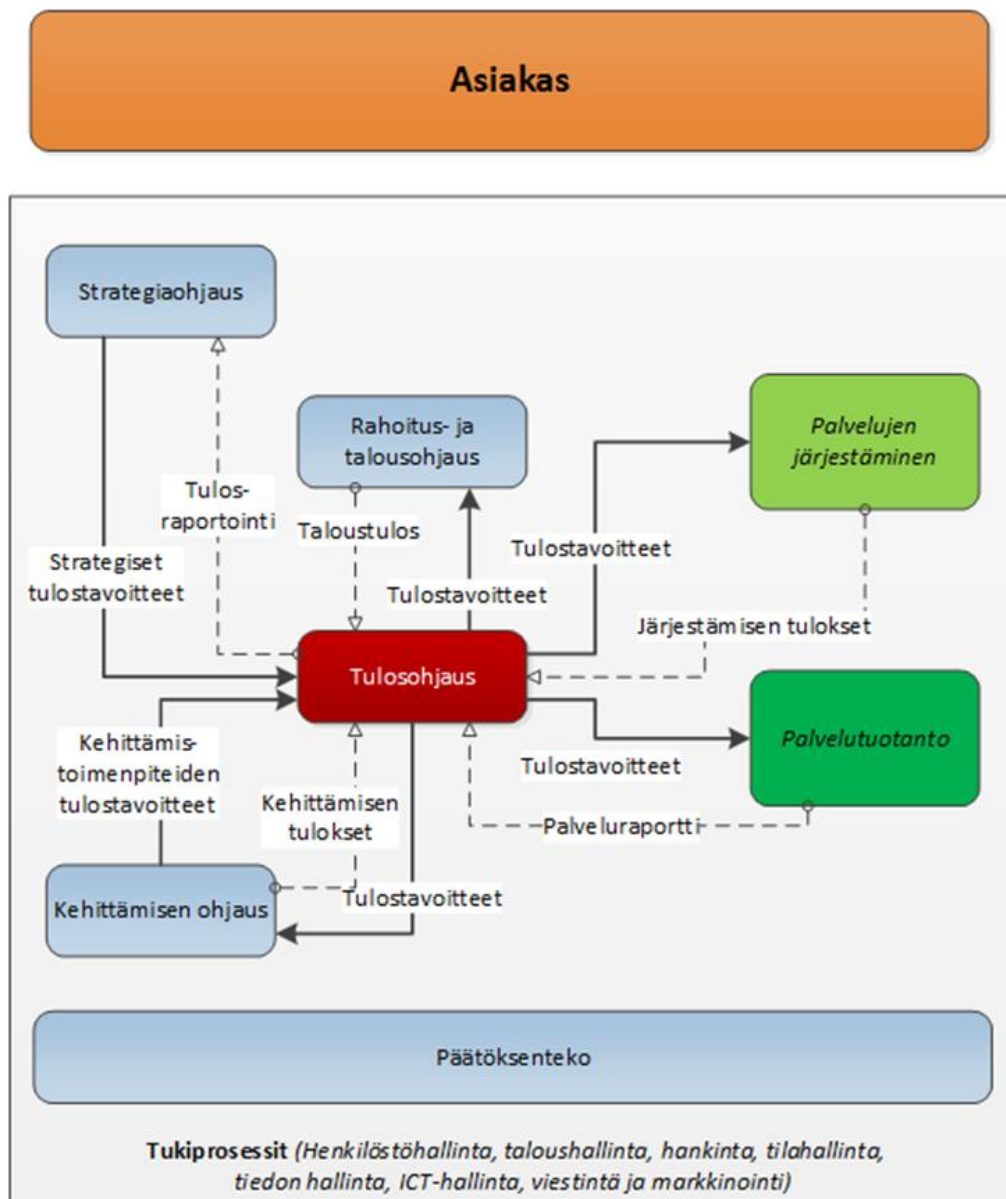 Asiakas
Strategiaohjaus
Rahoitus- ja
talousohjaus
Palvelujen
järjestäminen
Tulos-
raportointi
Taloustulos
Strategiset
tulostavoitteet
Tulostavoitteet
Tulostavoitteet
Järjestämisen tulokset
Tulosohjaus
Palvelutuotanto
Kehittämis-
toimenpiteiden
tulostavoitteet
Kehittämisen
tulokset
Tulostavoitteet
Palveluraportti
Tulostavoitteet
Kehittämisen ohjaus
Päätöksenteko
Tukiprosessit (Henkilöstöhallinta, taloushallinta, hankinta, tilahallinta,
tiedon hallinta, ICT-hallinta, viestintä ja markkinointi)